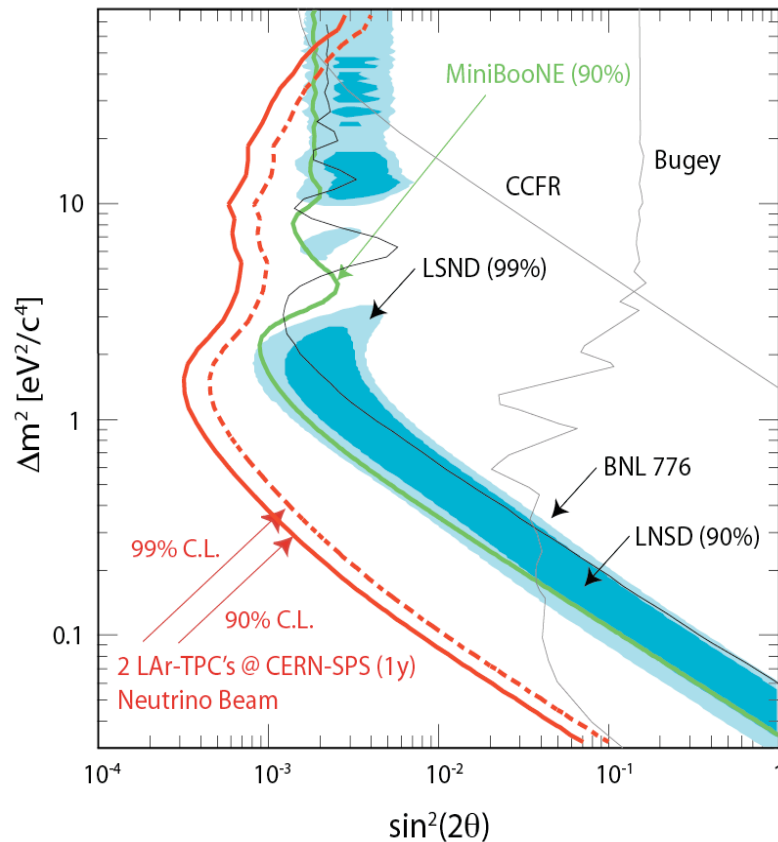 MiniBooNE (90%)
Bugey
CCFR
10
LSND (99%)
Δm² [eV²/c⁴]
1
BNL 776
99% C.L.
LNSD (90%)
90% C.L.
0.1
2 LAr-TPC's @ CERN-SPS (1y)
Neutrino Beam
10⁻⁴ 10⁻³ 10⁻² 10⁻¹ 1
sin²(2θ)